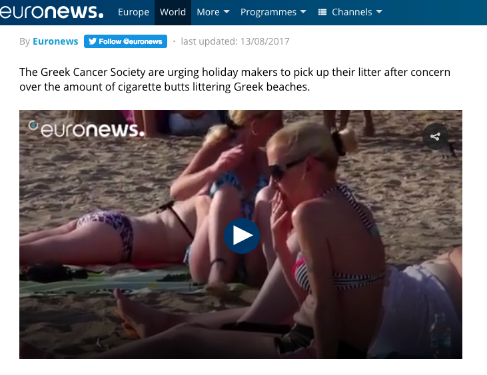 euronews.
Europe World More Programmes Channels
By Euronews Follow @euronews • last updated: 13/08/2017
The Greek Cancer Society are urging holiday makers to pick up their litter after concern
over the amount of cigarette butts littering Greek beaches.
euronews.